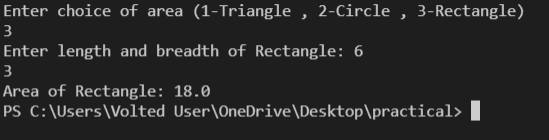 Enter choice of area (1-Triangle , 2-Circle , 3-Rectangle)
3
Enter length and breadth of Rectangle: 6
3
Area of Rectangle: 18.0
PS C:\Users\Volted User\OneDrive\Desktop\practical>